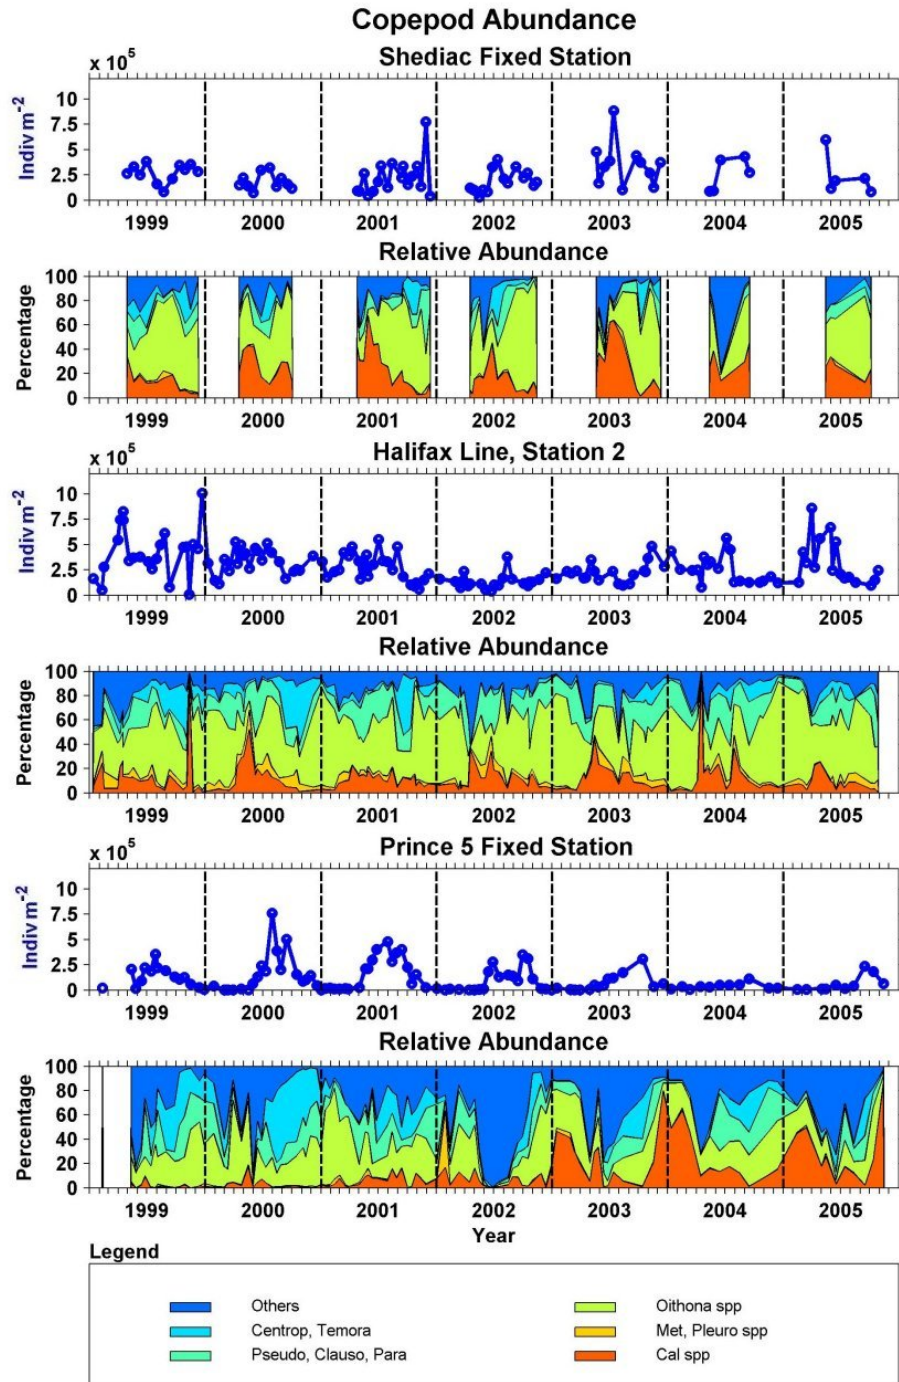 Copepod Abundance
Shediac Fixed Station
x 10⁵
Indiv m⁻²
10
7.5
5
2.5
0
1999 2000 2001 2002 2003 2004 2005
Relative Abundance
Percentage
100
80
60
40
20
0
1999 2000 2001 2002 2003 2004 2005
Halifax Line, Station 2
x 10⁵
Indiv m⁻²
10
7.5
5
2.5
0
1999 2000 2001 2002 2003 2004 2005
Relative Abundance
Percentage
100
80
60
40
20
0
1999 2000 2001 2002 2003 2004 2005
Prince 5 Fixed Station
x 10⁵
Indiv m⁻²
10
7.5
5
2.5
0
1999 2000 2001 2002 2003 2004 2005
Relative Abundance
Percentage
100
80
60
40
20
0
1999 2000 2001 2002 2003 2004 2005
Year
Legend
Others
Centrop, Temora
Pseudo, Clauso, Para
Oithona spp
Met, Pleuro spp
Cal spp